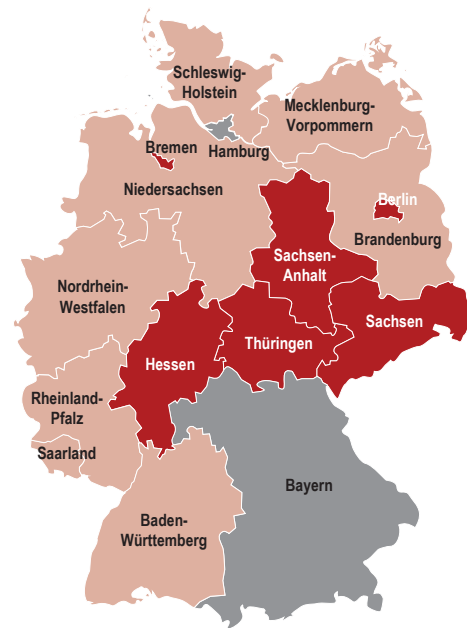 Schleswig-
Holstein
Mecklenburg-
Vorpommern
Bremen
Hamburg
Niedersachsen
Berlin
Brandenburg
Sachsen-
Anhalt
Nordrhein-
Westfalen
Sachsen
Thüringen
Hessen
Rheinland-
Pfalz
Saarland
Bayern
Baden-
Württemberg